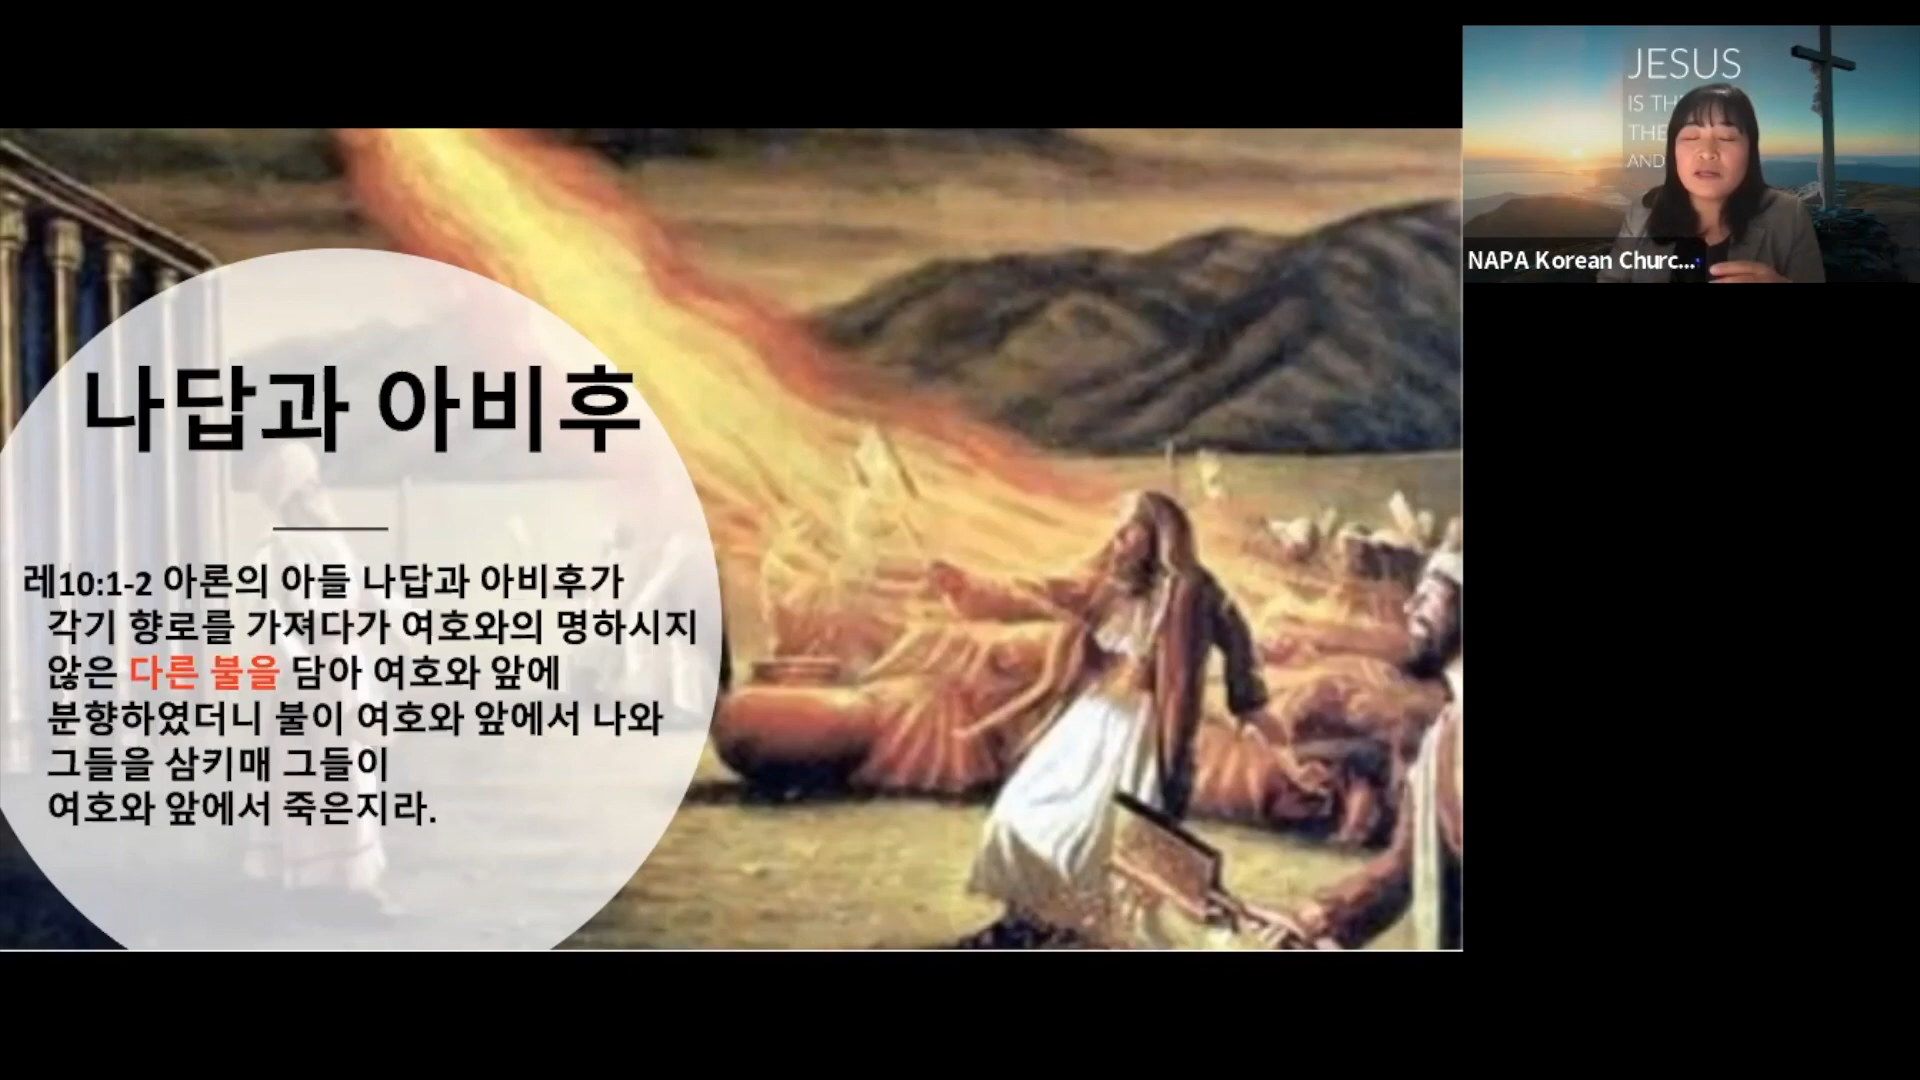 나답과 아비후
레10:1-2 아론의 아들 나답과 아비후가
각기 향로를 가져다가 여호와의 명하시지
않은 다른 불을 담아 여호와 앞에
분향하였더니 불이 여호와 앞에서 나와
그들을 삼키매 그들이
여호와 앞에서 죽은지라.
JESUS
IS TH
THE
AND
NAPA Korean Churc...